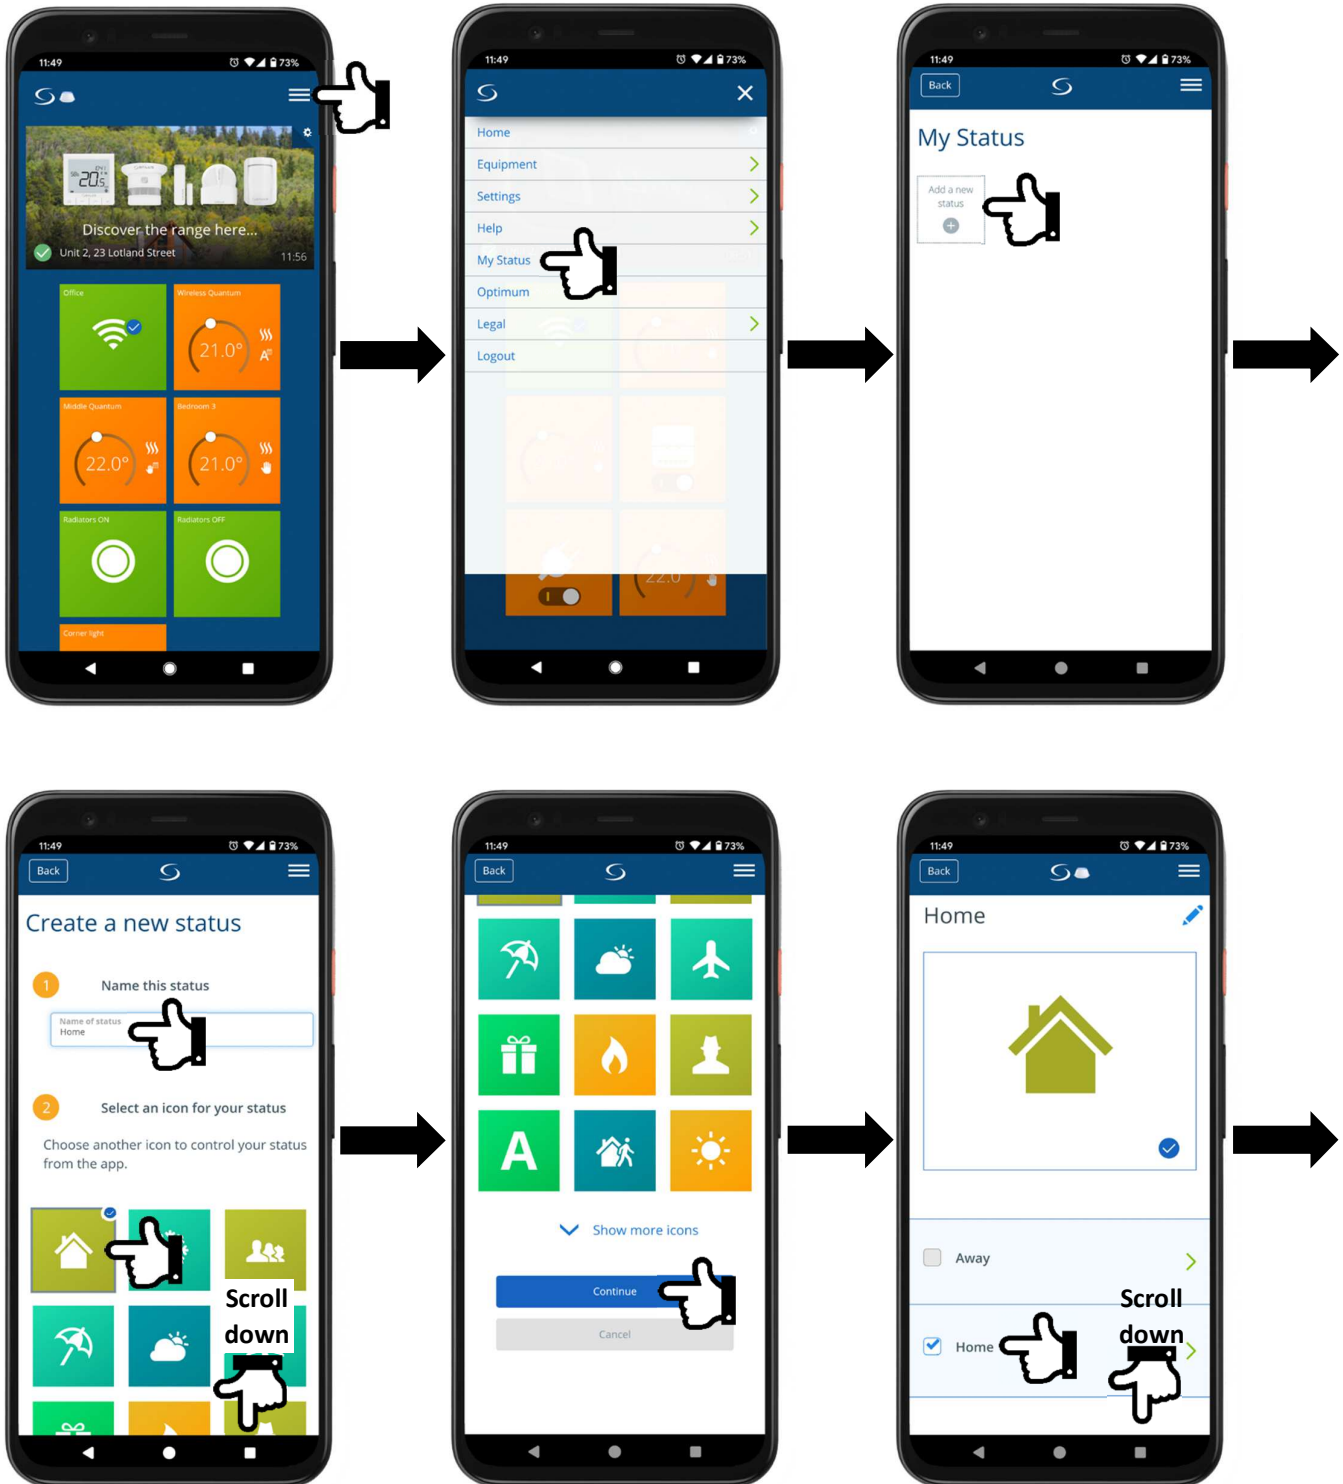 11:49
73%
Discover the range here...
Unit 2, 23 Lotland Street
11:56
Office
Wireless Quantum
21.0°
A
Middle Quantum
Bedroom 3
22.0°
21.0°
Radiators ON
Radiators OFF
Corner light
11:49
73%
Home
Equipment
Settings
Help
My Status
Optimum
Legal
Logout
22.0
11:49
73%
Back
My Status
Add a new
status
11:49
73%
Back
Create a new status
1
Name this status
Name of status
Home
2
Select an icon for your status
Choose another icon to control your status
from the app.
Scroll
down
11:49
73%
Back
A
Show more icons
Continue
Cancel
11:49
73%
Back
Home
Away
Home
Scroll
down